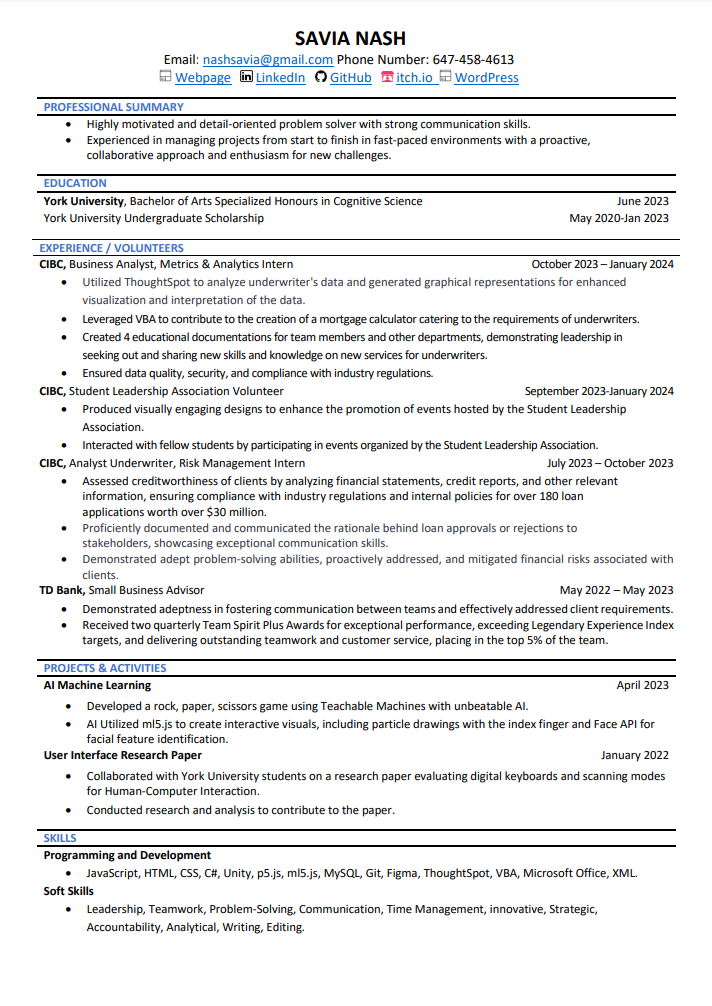 SAVIA NASH
Email: nashsavia@gmail.com Phone Number: 647-458-4613
Webpage LinkedIn GitHub itch.io WordPress
PROFESSIONAL SUMMARY
• Highly motivated and detail-oriented problem solver with strong communication skills.
• Experienced in managing projects from start to finish in fast-paced environments with a proactive,
collaborative approach and enthusiasm for new challenges.
EDUCATION
York University, Bachelor of Arts Specialized Honours in Cognitive Science June 2023
York University Undergraduate Scholarship May 2020-Jan 2023
EXPERIENCE / VOLUNTEERS
CIBC, Business Analyst, Metrics & Analytics Intern October 2023 – January 2024
• Utilized ThoughtSpot to analyze underwriter's data and generated graphical representations for enhanced
visualization and interpretation of the data.
• Leveraged VBA to contribute to the creation of a mortgage calculator catering to the requirements of underwriters.
• Created 4 educational documentations for team members and other departments, demonstrating leadership in
seeking out and sharing new skills and knowledge on new services for underwriters.
• Ensured data quality, security, and compliance with industry regulations.
CIBC, Student Leadership Association Volunteer September 2023-January 2024
• Produced visually engaging designs to enhance the promotion of events hosted by the Student Leadership
Association.
• Interacted with fellow students by participating in events organized by the Student Leadership Association.
CIBC, Analyst Underwriter, Risk Management Intern July 2023 – October 2023
• Assessed creditworthiness of clients by analyzing financial statements, credit reports, and other relevant
information, ensuring compliance with industry regulations and internal policies for over 180 loan
applications worth over $30 million.
• Proficiently documented and communicated the rationale behind loan approvals or rejections to
stakeholders, showcasing exceptional communication skills.
• Demonstrated adept problem-solving abilities, proactively addressed, and mitigated financial risks associated with
clients.
TD Bank, Small Business Advisor May 2022 – May 2023
• Demonstrated adeptness in fostering communication between teams and effectively addressed client requirements.
• Received two quarterly Team Spirit Plus Awards for exceptional performance, exceeding Legendary Experience Index
targets, and delivering outstanding teamwork and customer service, placing in the top 5% of the team.
PROJECTS & ACTIVITIES
AI Machine Learning April 2023
• Developed a rock, paper, scissors game using Teachable Machines with unbeatable AI.
• AI Utilized ml5.js to create interactive visuals, including particle drawings with the index finger and Face API for
facial feature identification.
User Interface Research Paper January 2022
• Collaborated with York University students on a research paper evaluating digital keyboards and scanning modes
for Human-Computer Interaction.
• Conducted research and analysis to contribute to the paper.
SKILLS
Programming and Development
• JavaScript, HTML, CSS, C#, Unity, p5.js, ml5.js, MySQL, Git, Figma, ThoughtSpot, VBA, Microsoft Office, XML.
Soft Skills
• Leadership, Teamwork, Problem-Solving, Communication, Time Management, innovative, Strategic,
Accountability, Analytical, Writing, Editing.